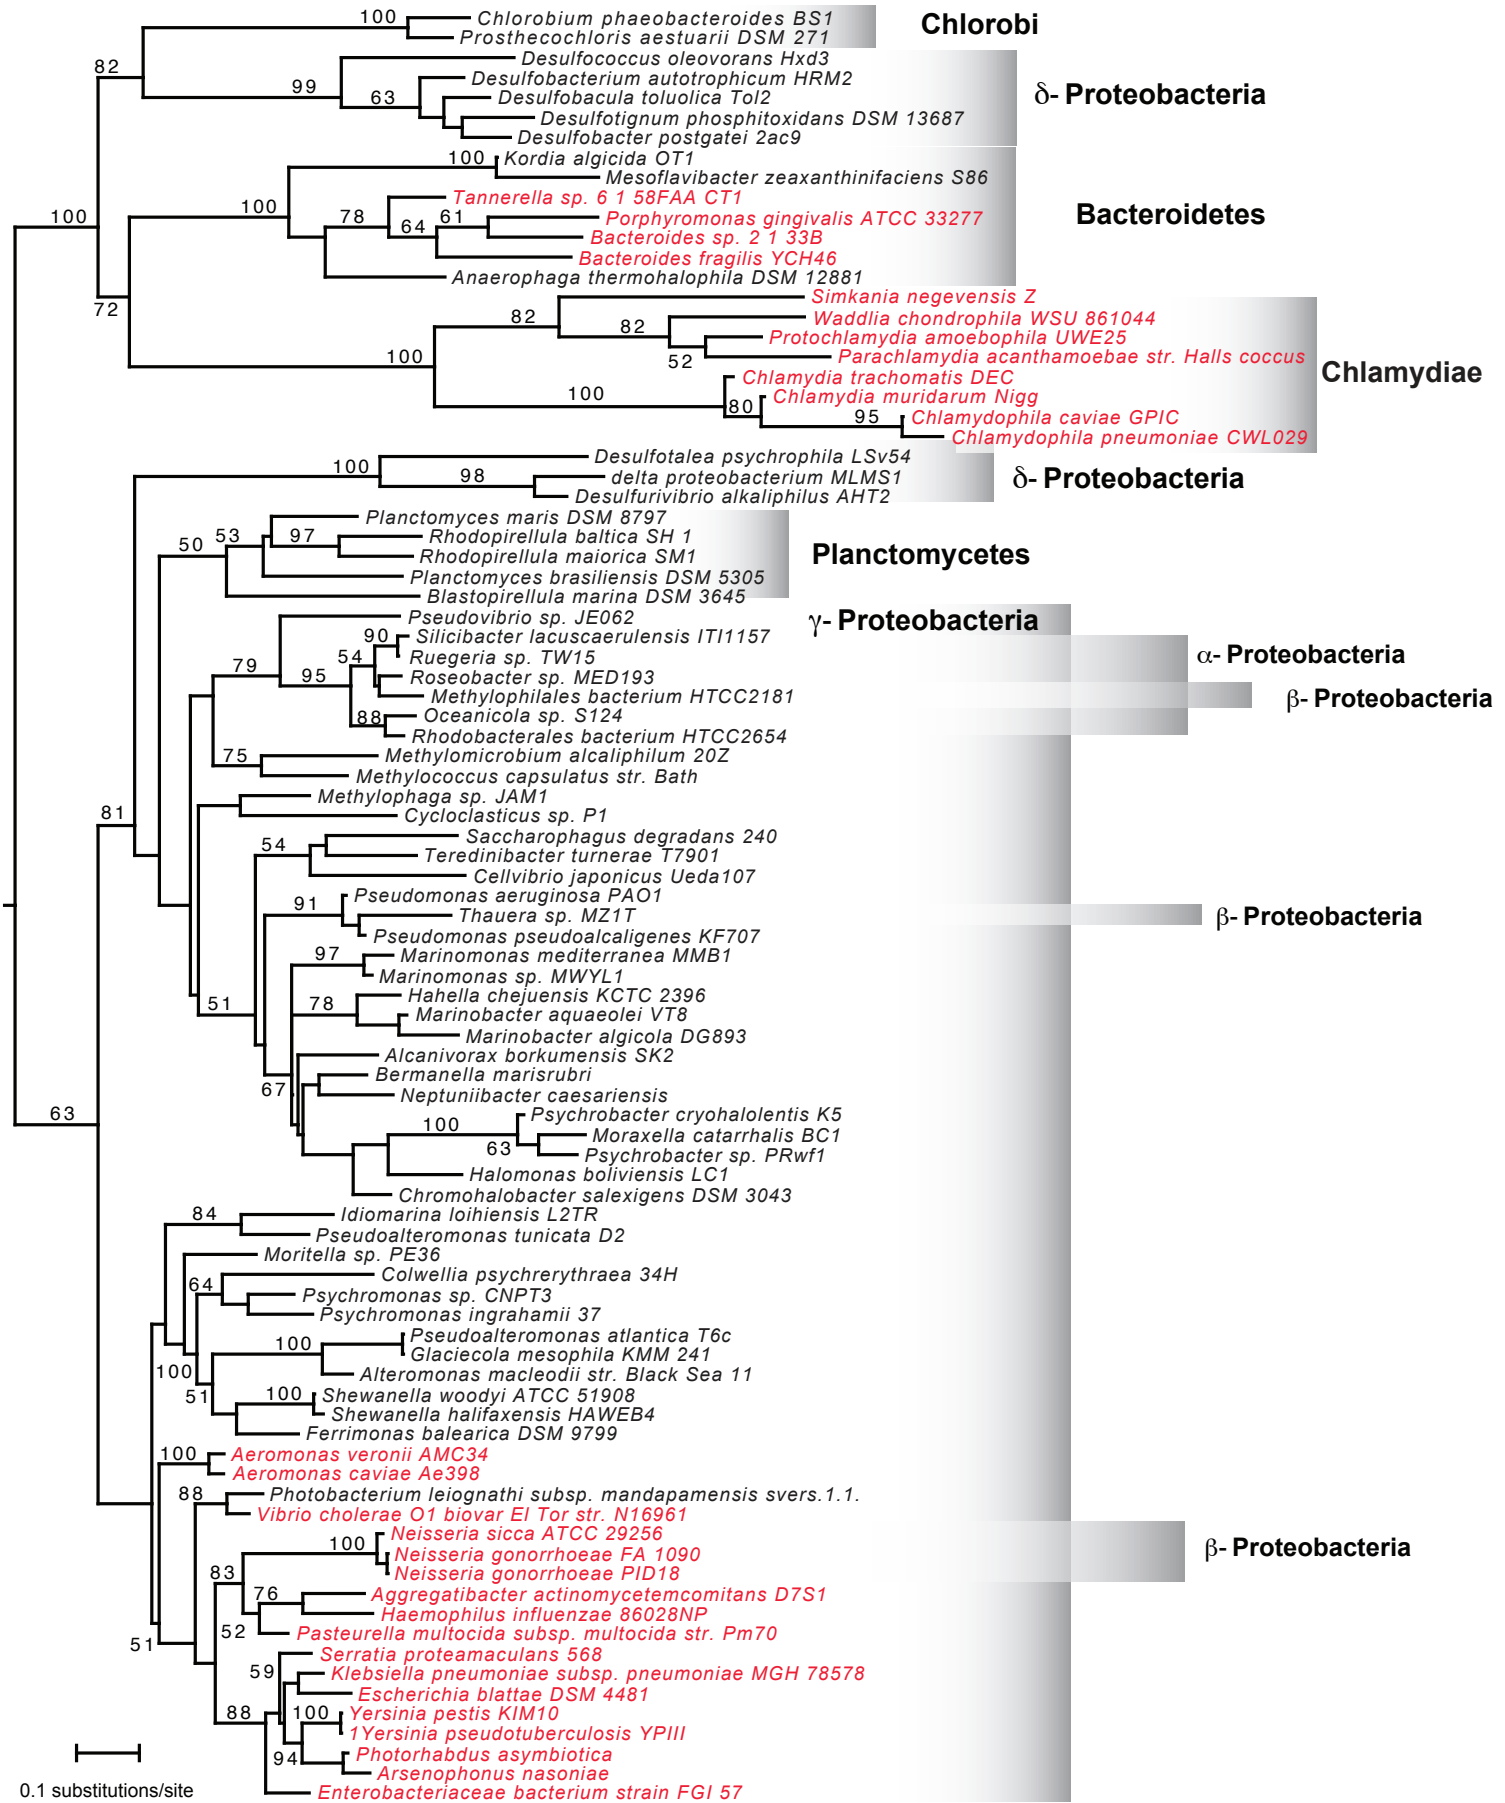 100
Chlorobium phaeobacteroides BS1
Chlorobi
Prosthecochloris aestuarii DSM 271
82
Desulfococcus oleovorans Hxd3
99
Desulfobacterium autotrophicum HRM2
63
Desulfobacula toluolica Tol2
δ- Proteobacteria
Desulfotignum phosphitoxidans DSM 13687
Desulfobacter postgatei 2ac9
100
Kordia algicida OT1
Mesoflavibacter zeaxanthinifaciens S86
Tannerella sp. 6 1 58FAA CT1
100
100
78
61
64
Porphyromonas gingivalis ATCC 33277
Bacteroidetes
Bacteroides sp. 2 1 33B
Bacteroides fragilis YCH46
Anaerophaga thermohalophila DSM 12881
72
Simkania negevensis Z
82
82
Waddlia chondrophila WSU 861044
Protochlamydia amoebophila UWE25
100
52
Parachlamydia acanthamoebae str. Halls coccus
Chlamydiae
Chlamydia trachomatis DEC
100
80
Chlamydia muridarum Nigg
95
Chlamydophila caviae GPIC
Chlamydophila pneumoniae CWL029
Desulfotalea psychrophila LSv54
100
98
delta proteobacterium MLMS1
δ- Proteobacteria
Desulfurivibrio alkaliphilus AHT2
Planctomyces maris DSM 8797
50
53
97
Rhodopirellula baltica SH 1
Rhodopirellula maiorica SM1
Planctomycetes
Planctomyces brasiliensis DSM 5305
Blastopirellula marina DSM 3645
Pseudovibrio sp. JE062
γ- Proteobacteria
90
Silicibacter lacuscaerulensis ITI1157
54
Ruegeria sp. TW15
α- Proteobacteria
79
95
Roseobacter sp. MED193
Methylophilales bacterium HTCC2181
β- Proteobacteria
88
Oceanicola sp. S124
Rhodobacterales bacterium HTCC2654
75
Methylomicrobium alcaliphilum 20Z
Methylococcus capsulatus str. Bath
Methylophaga sp. JAM1
81
Cycloclasticus sp. P1
54
Saccharophagus degradans 240
Teredinibacter turnerae T7901
Cellvibrio japonicus Ueda107
Pseudomonas aeruginosa PAO1
91
Thauera sp. MZ1T
β- Proteobacteria
Pseudomonas pseudoalcaligenes KF707
97
Marinomonas mediterranea MMB1
Marinomonas sp. MWYL1
51
78
Hahella chejuensis KCTC 2396
Marinobacter aquaeolei VT8
Marinobacter algicola DG893
Alcanivorax borkumensis SK2
67
Bermanella marisrubri
Neptuniibacter caesariensis
63
Psychrobacter cryohalolentis K5
100
63
Moraxella catarrhalis BC1
Psychrobacter sp. PRwf1
Halomonas boliviensis LC1
Chromohalobacter salexigens DSM 3043
84
Idiomarina loihiensis L2TR
Pseudoalteromonas tunicata D2
Moritella sp. PE36
64
Colwellia psychrerythraea 34H
Psychromonas sp. CNPT3
Psychromonas ingrahamii 37
Pseudoalteromonas atlantica T6c
100
Glaciecola mesophila KMM 241
100
Alteromonas macleodii str. Black Sea 11
51
100
Shewanella woodyi ATCC 51908
Shewanella halifaxensis HAWEB4
Ferrimonas balearica DSM 9799
100
Aeromonas veronii AMC34
Aeromonas caviae Ae398
88
Photobacterium leiognathi subsp. mandapamensis svers.1.1.
Vibrio cholerae O1 biovar El Tor str. N16961
Neisseria sicca ATCC 29256
100
Neisseria gonorrhoeae FA 1090
β- Proteobacteria
Neisseria gonorrhoeae PID18
83
76
Aggregatibacter actinomycetemcomitans D7S1
Haemophilus influenzae 86028NP
51
52
Pasteurella multocida subsp. multocida str. Pm70
Serratia proteamaculans 568
59
Klebsiella pneumoniae subsp. pneumoniae MGH 78578
Escherichia blattae DSM 4481
88
100
Yersinia pestis KIM10
1Yersinia pseudotuberculosis YPIII
94
Photorhabdus asymbiotica
Arsenophonus nasoniae
0.1 substitutions/site
Enterobacteriaceae bacterium strain FGI 57